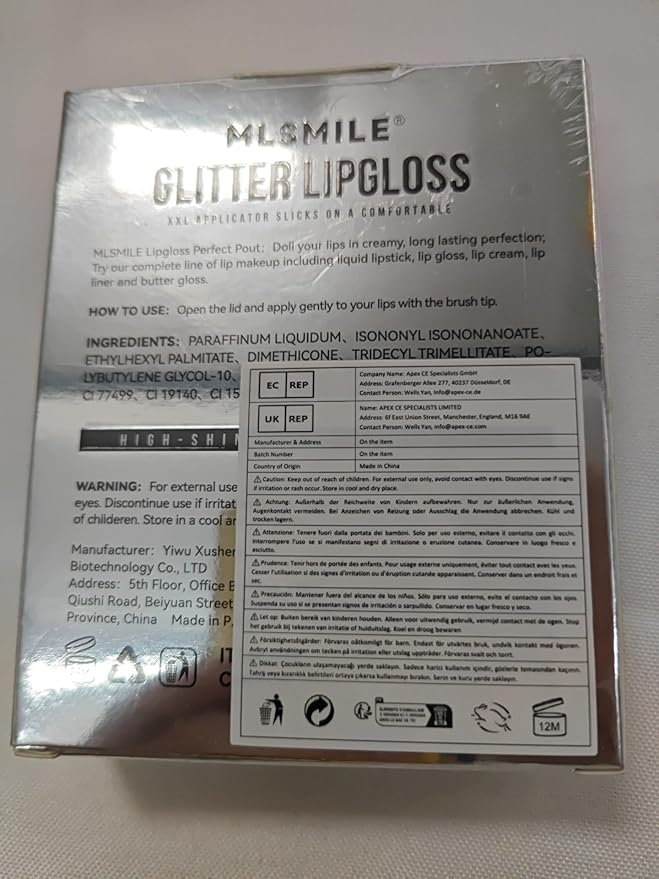 MLSMILE®
GLITTER LIPGLOSS
XXL APPLICATOR SLICKS ON A COMFORTABLE
MLSMILE Lipgloss Perfect Pout: Doll your lips in creamy, long lasting perfection;
Try our complete line of lip makeup including liquid lipstick, lip gloss, lip cream, lip
liner and butter gloss.
HOW TO USE: Open the lid and apply gently to your lips with the brush tip.
INGREDIENTS: PARAFFINUM LIQUIDUM、ISONONYL ISONONANOATE、
ETHYLHEXYL PALMITATE、DIMETHICONE、TRIDECYL TRIMELLITATE、PO-
LYBUTYLENE GLYCOL-10、
CI 77499、CI 19140、CI 15
HIGH-SHIN
WARNING: For external use
eyes. Discontinue use if irritat
of childeren. Store in a cool ar
Manufacturer: Yiwu Xusher
Biotechnology Co., LTD
Address: 5th Floor, Office B
Qiushi Road, Beiyuan Street
Province, China Made in P.
EC REP
Company Name: Apex CE Specialists GmbH
Address: Grafenberger Allee 277, 40237 Düsseldorf, DE
Contact Person: Wells Yan, Info@apex-ce.de
UK REP
Name: APEX CE SPECIALISTS LIMITED
Address: 6f East Union Street, Manchester, England, M16 9AE
Contact Person: Wells Yan, info@apex-ce.com
Manufacturer & Address On the item
Batch Number On the item
Country of Origin Made in China
Caution: Keep out of reach of children. For external use only, avoid contact with eyes. Discontinue use if signs
if irritation or rash occur. Store in cool and dry place.
Achtung: Außerhalb der Reichweite von Kindern aufbewahren. Nur zur äußerlichen Anwendung,
Augenkontakt vermeiden. Bei Anzeichen von Reizung oder Ausschlag die Anwendung abbrechen. Kühl und
trocken lagern.
Attenzione: Tenere fuori dalla portata dei bambini. Solo per uso esterno, evitare il contatto con gli occhi.
Interrompere l'uso se si manifestano segni di irritazione o eruzione cutanea. Conservare in luogo fresco e
asciutto.
Prudence: Tenir hors de portée des enfants. Pour usage externe uniquement, éviter tout contact avec les yeux.
Cesser l'utilisation si des signes d'irritation ou d'éruption cutanée apparaissent. Conserver dans un endroit frais et
sec.
Precaución: Mantener fuera del alcance de los niños. Sólo para uso externo, evite el contacto con los ojos.
Suspenda su uso si se presentan signos de irritación o sarpullido. Conservar en lugar fresco y seco.
Let op: Buiten bereik van kinderen houden. Alleen voor uitwendig gebruik, vermijd contact met de ogen. Stop
het gebruik bij tekenen van irritatie of huiduitslag. Koel en droog bewaren
Försiktighetsåtgärder: Förvaras oåtkomligt för barn. Endast för utvärtes bruk, undvik kontakt med ögonen.
Avbryt användningen om tecken på irritation eller utslag uppträder. Förvaras svalt och torrt.
Dikkat: Çocukların ulaşamayacağı yerde saklayın. Sadece harici kullanım içindir, gözlerle temasından kaçının.
Tahriş veya kızarıklık belirtileri ortaya çıkarsa kullanmayı bırakın. Serin ve kuru yerde saklayın.
12M